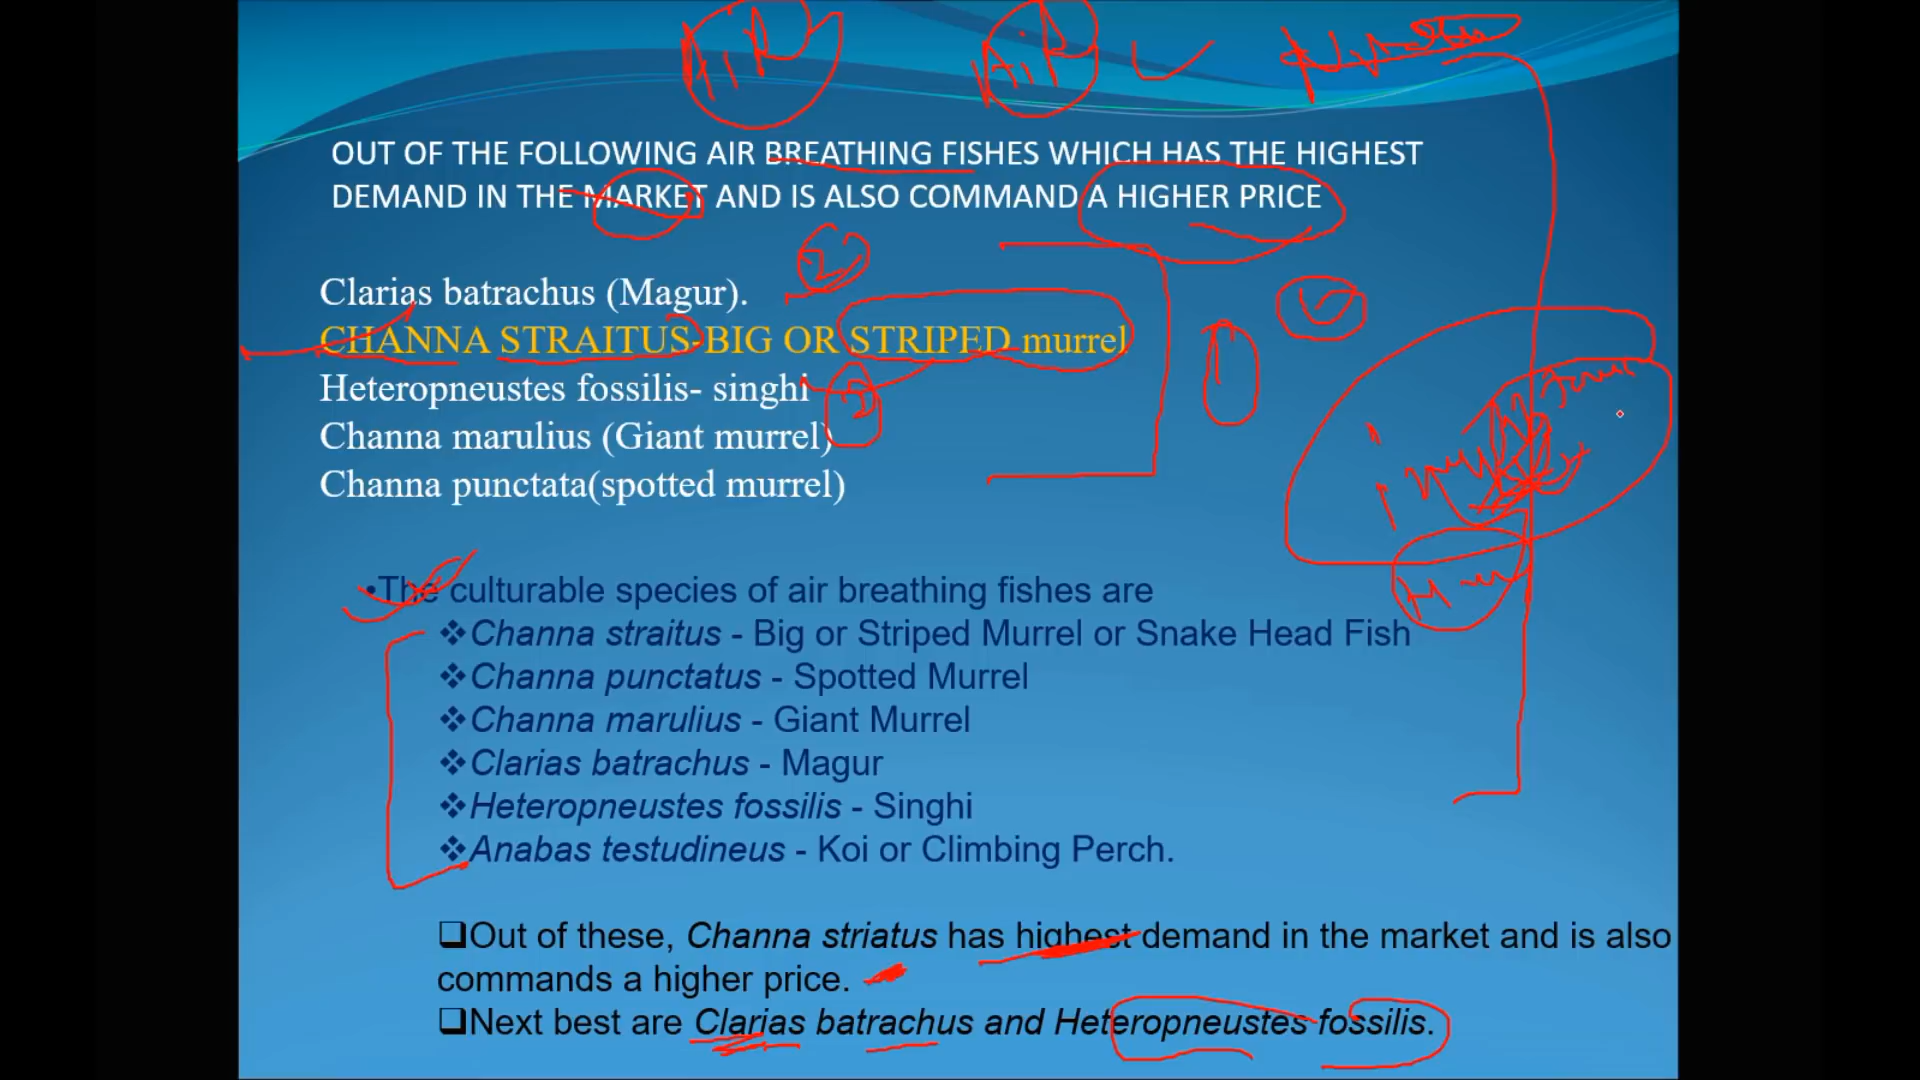 AIR AIR
OUT OF THE FOLLOWING AIR BREATHING FISHES WHICH HAS THE HIGHEST
DEMAND IN THE MARKET AND IS ALSO COMMAND A HIGHER PRICE
2
Clarias batrachus (Magur).
CHANNA STRAITUS-BIG OR STRIPED murrel
Heteropneustes fossilis- singhi
3
Channa marulius (Giant murrel)
Channa punctata(spotted murrel)
•The culturable species of air breathing fishes are
❖Channa straitus - Big or Striped Murrel or Snake Head Fish
❖Channa punctatus - Spotted Murrel
❖Channa marulius - Giant Murrel
❖Clarias batrachus - Magur
❖Heteropneustes fossilis - Singhi
❖Anabas testudineus - Koi or Climbing Perch.
❑Out of these, Channa striatus has highest demand in the market and is also
commands a higher price.
❑Next best are Clarias batrachus and Heteropneustes fossilis.